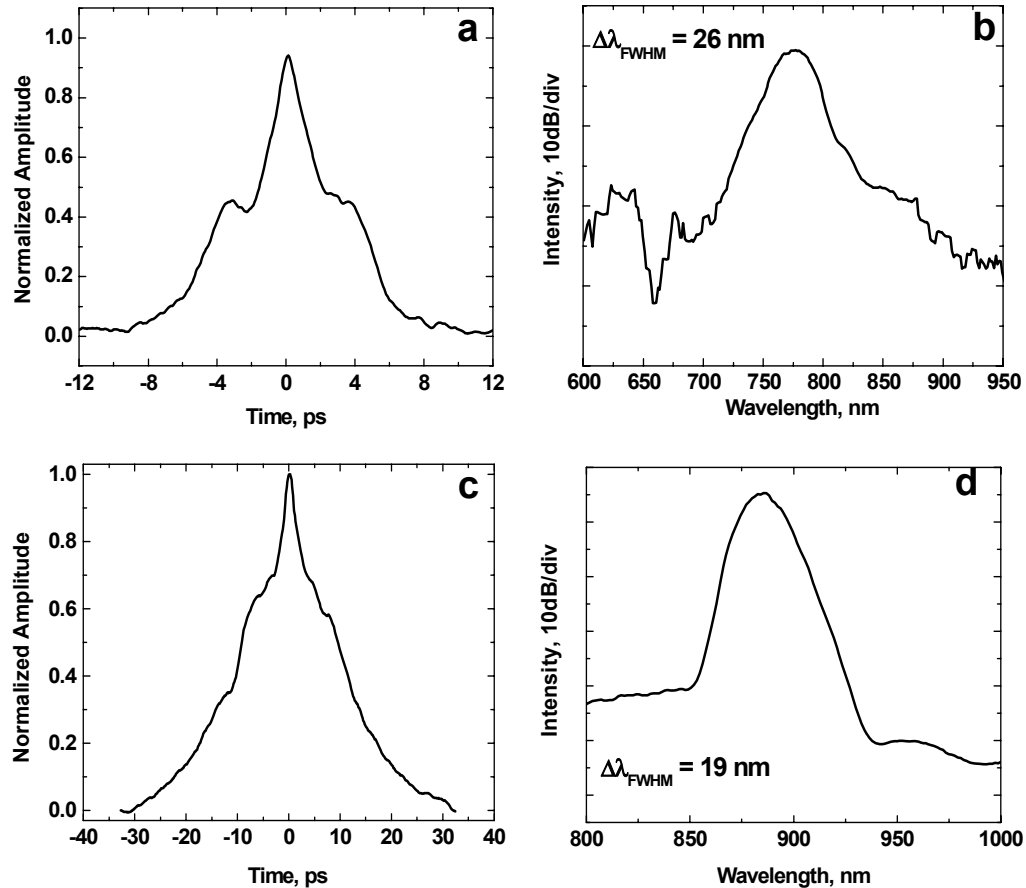 a
Normalized Amplitude
1.0
0.8
0.6
0.4
0.2
0.0
-12 -8 -4 0 4 8 12
Time, ps
b
ΔλFWHM = 26 nm
Intensity, 10dB/div
600 650 700 750 800 850 900 950
Wavelength, nm
c
Normalized Amplitude
1.0
0.8
0.6
0.4
0.2
0.0
-40 -30 -20 -10 0 10 20 30 40
Time, ps
d
Intensity, 10dB/div
ΔλFWHM = 19 nm
800 850 900 950 1000
Wavelength, nm